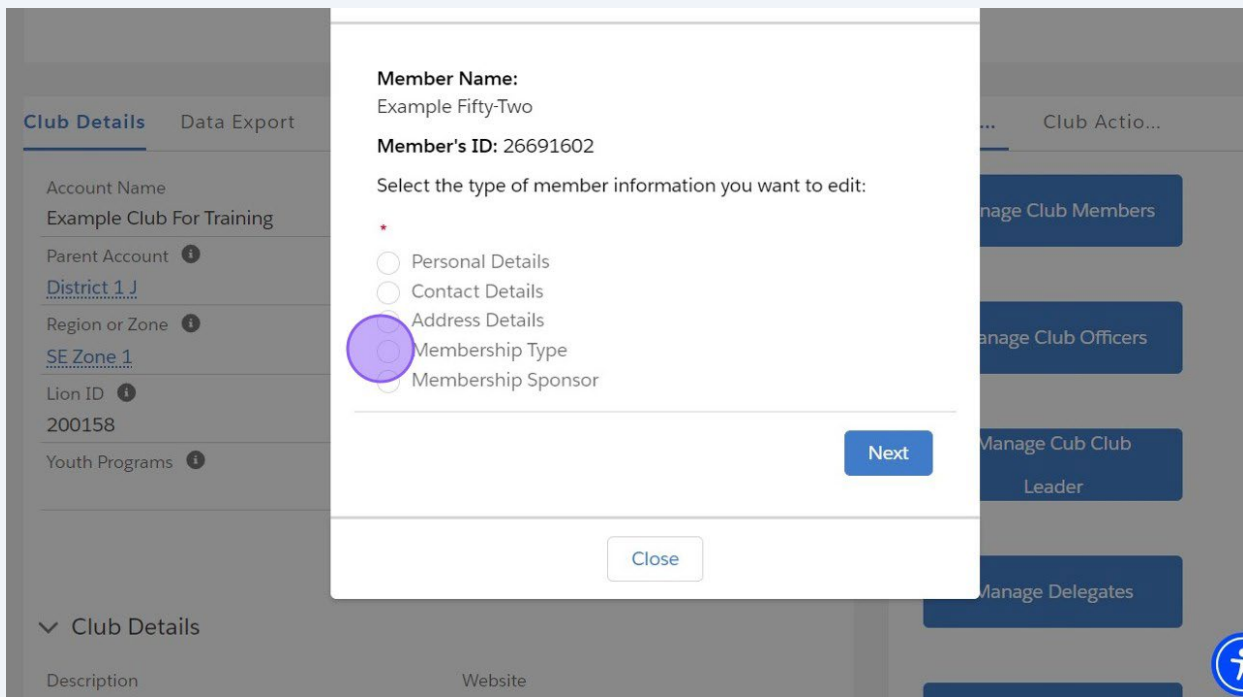 Member Name:
Example Fifty-Two
Member's ID: 26691602
Select the type of member information you want to edit:
*
Personal Details
Contact Details
Address Details
Membership Type
Membership Sponsor
Next
Close
Club Details Data Export
Account Name
Example Club For Training
Parent Account
District 1 J
Region or Zone
SE Zone 1
Lion ID
200158
Youth Programs
Club Details
Description Website
... Club Actio...
Club Members
Club Officers
Manage Cub Club
Leader
Manage Delegates